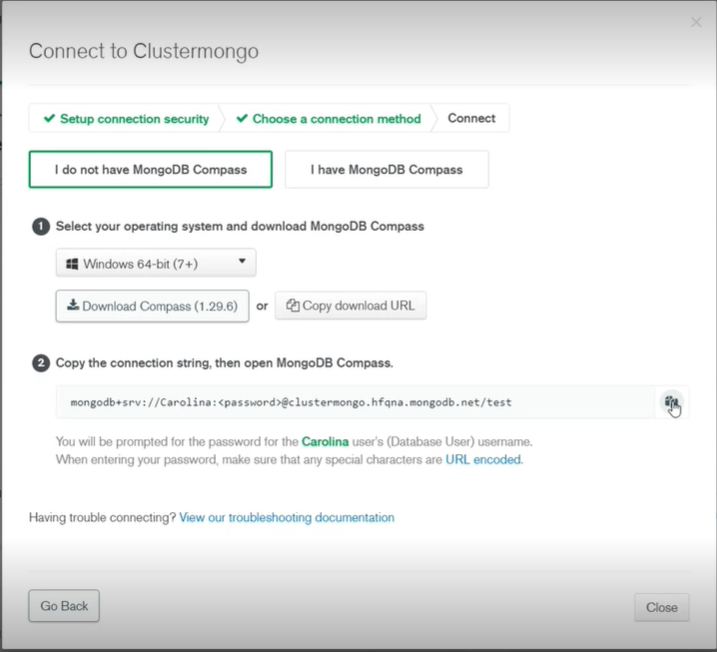 Connect to Clustermongo
Setup connection security
Choose a connection method
Connect
I do not have MongoDB Compass
I have MongoDB Compass
1 Select your operating system and download MongoDB Compass
Windows 64-bit (7+)
Download Compass (1.29.6) or Copy download URL
2 Copy the connection string, then open MongoDB Compass.
mongodb+srv://Carolina:<password>@clustermongo.hfqna.mongodb.net/test
You will be prompted for the password for the Carolina user's (Database User) username.
When entering your password, make sure that any special characters are URL encoded.
Having trouble connecting? View our troubleshooting documentation
Go Back
Close